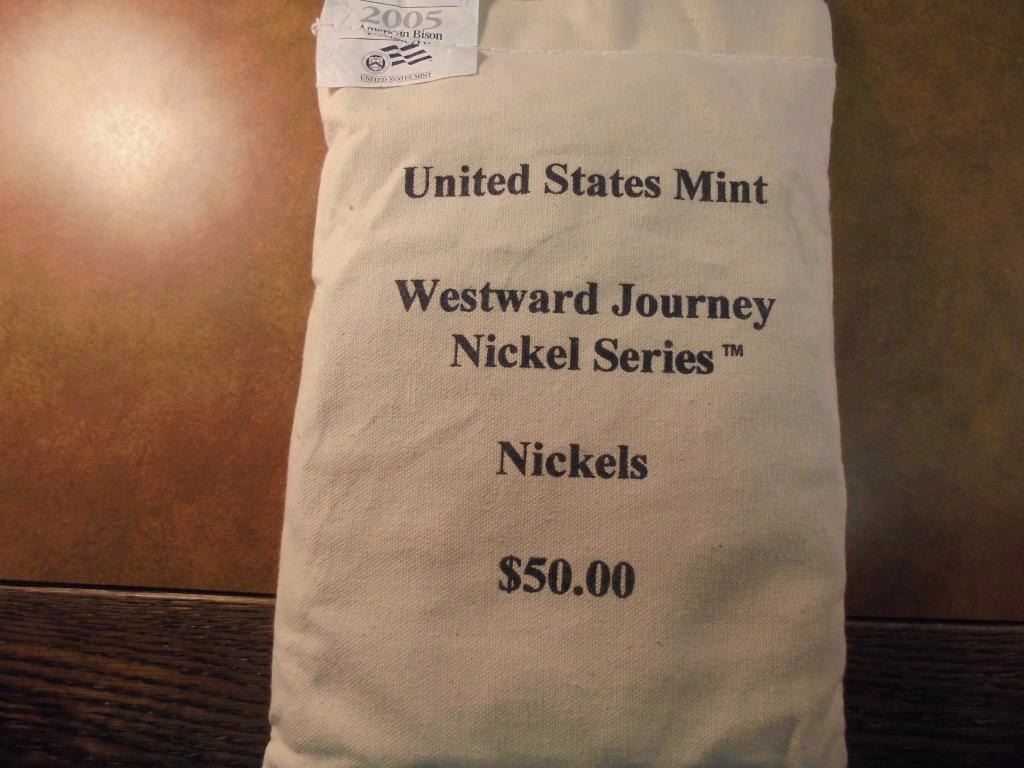 2005
American Bison
UNITED STATES MINT
United States Mint
Westward Journey
Nickel Series™
Nickels
$50.00